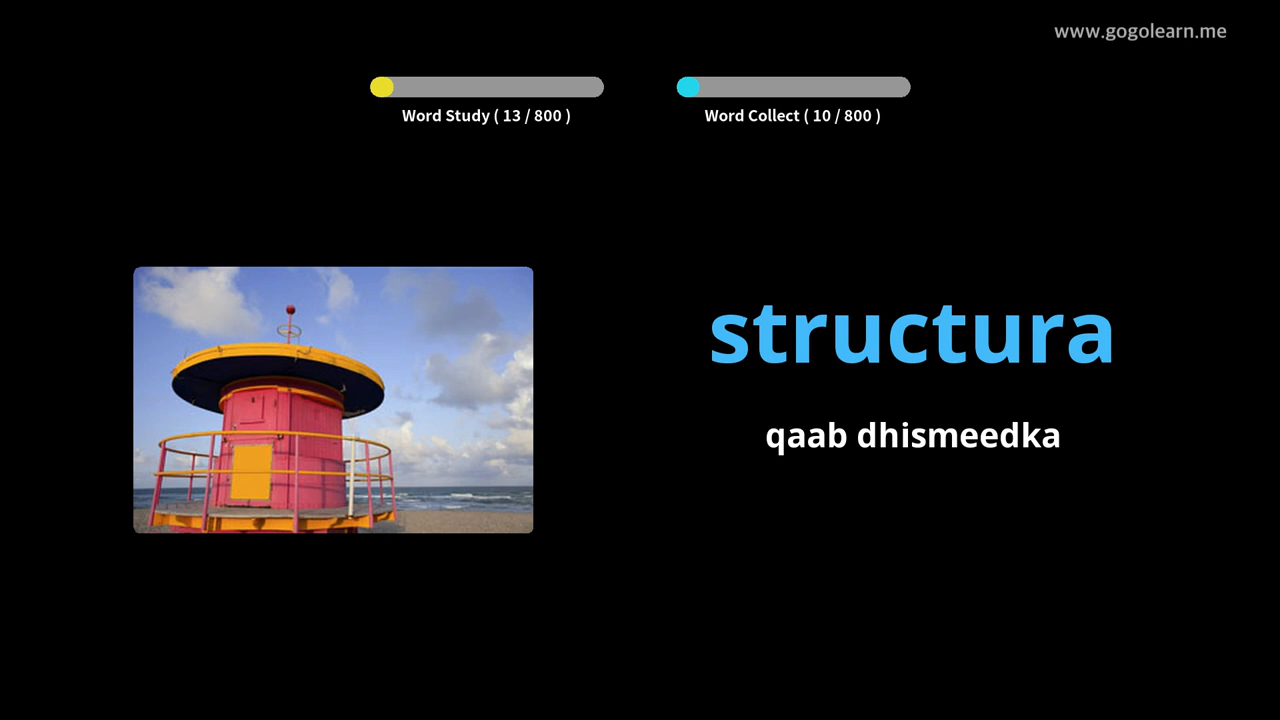 www.gogolearn.me
Word Study ( 13 / 800 )
Word Collect ( 10 / 800 )
structura
qaab dhismeedka